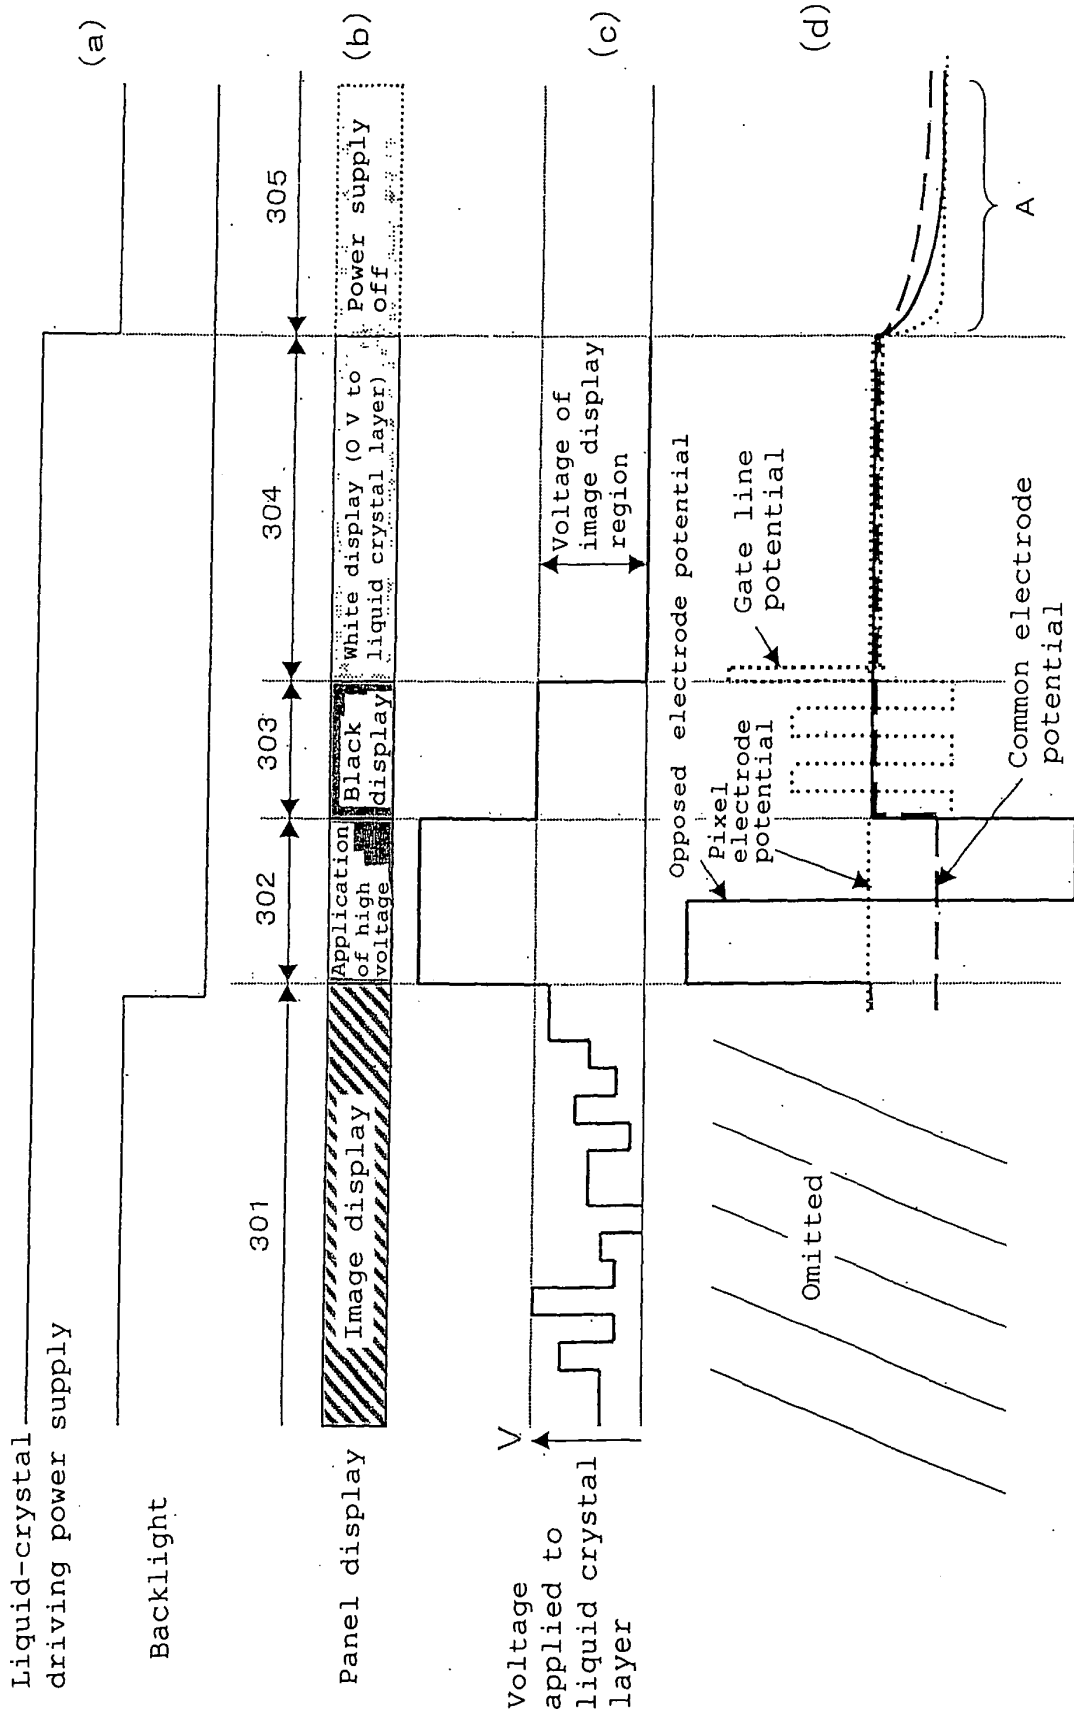 Liquid-crystal
driving power supply
(a)
Backlight
301
302
303
304
305
Panel display
Image display
Application
of high
voltage
Black
display
White display (0 V to
liquid crystal layer)
Power supply
off
(b)
Voltage
applied to
liquid crystal
layer
V
Voltage of
image display
region
(c)
Omitted
Opposed electrode potential
Pixel
electrode
potential
Gate line
potential
Common electrode
potential
A
(d)